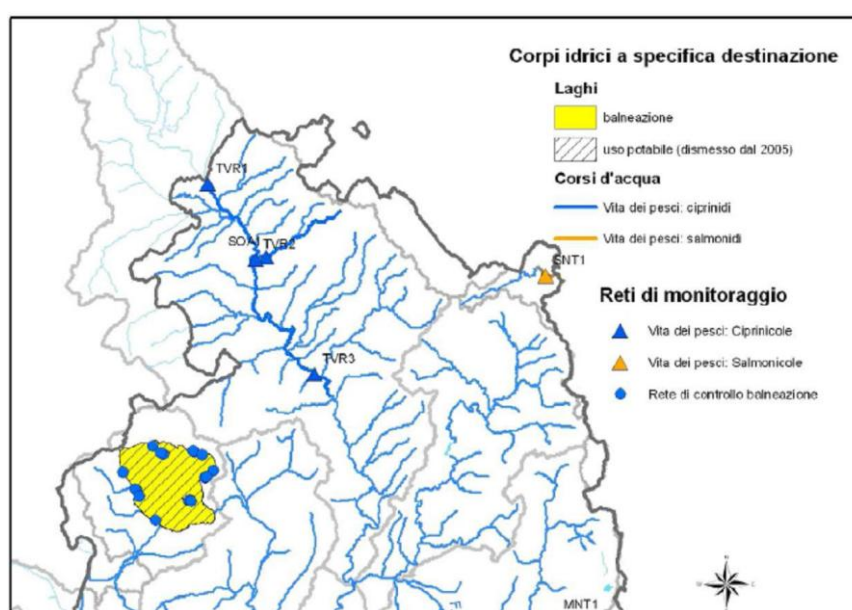 Corpi idrici a specifica destinazione
Laghi
balneazione
uso potabile (dismesso dal 2005)
Corsi d'acqua
Vita dei pesci: ciprinidi
Vita dei pesci: salmonidi
Reti di monitoraggio
Vita dei pesci: Ciprinicole
Vita dei pesci: Salmonicole
Rete di controllo balneazione
TVR1
TVR2
SNT1
TVR3
MNT1